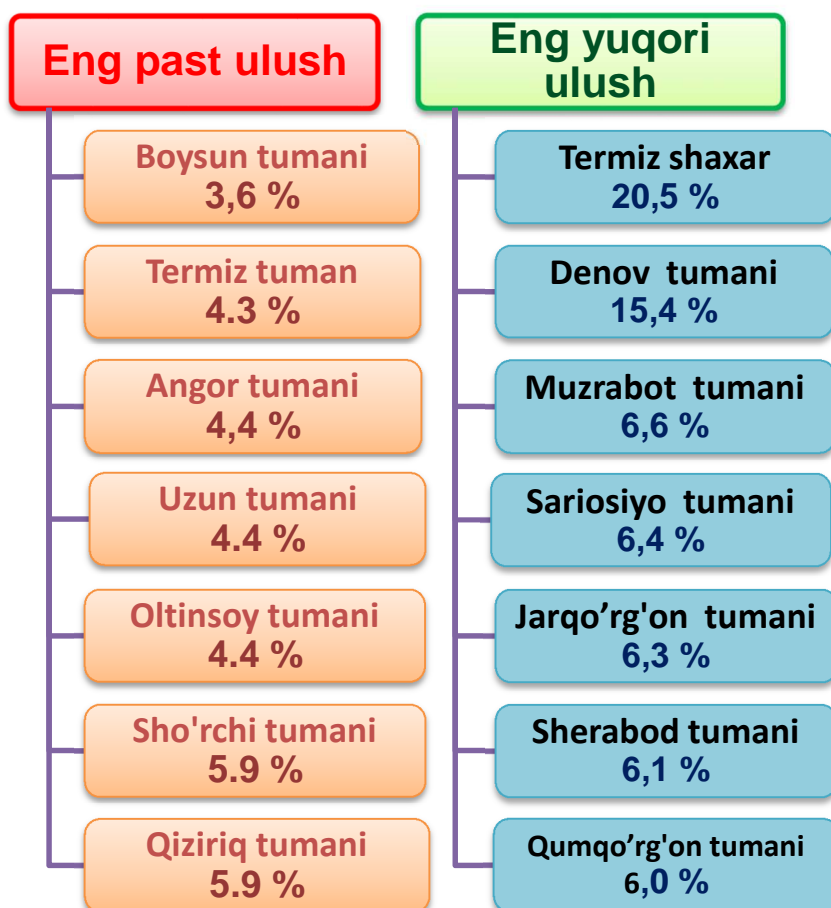 Eng past ulush
Boysun tumani
3,6 %
Termiz tuman
4.3 %
Angor tumani
4,4 %
Uzun tumani
4.4 %
Oltinsoy tumani
4.4 %
Sho'rchi tumani
5.9 %
Qiziriq tumani
5.9 %
Eng yuqori
ulush
Termiz shaxar
20,5 %
Denov  tumani
15,4 %
Muzrabot  tumani
6,6 %
Sariosiyo  tumani
6,4 %
Jarqo’rg'on  tumani
6,3 %
Sherabod tumani
6,1 %
Qumqo’rg'on tumani
6,0 %